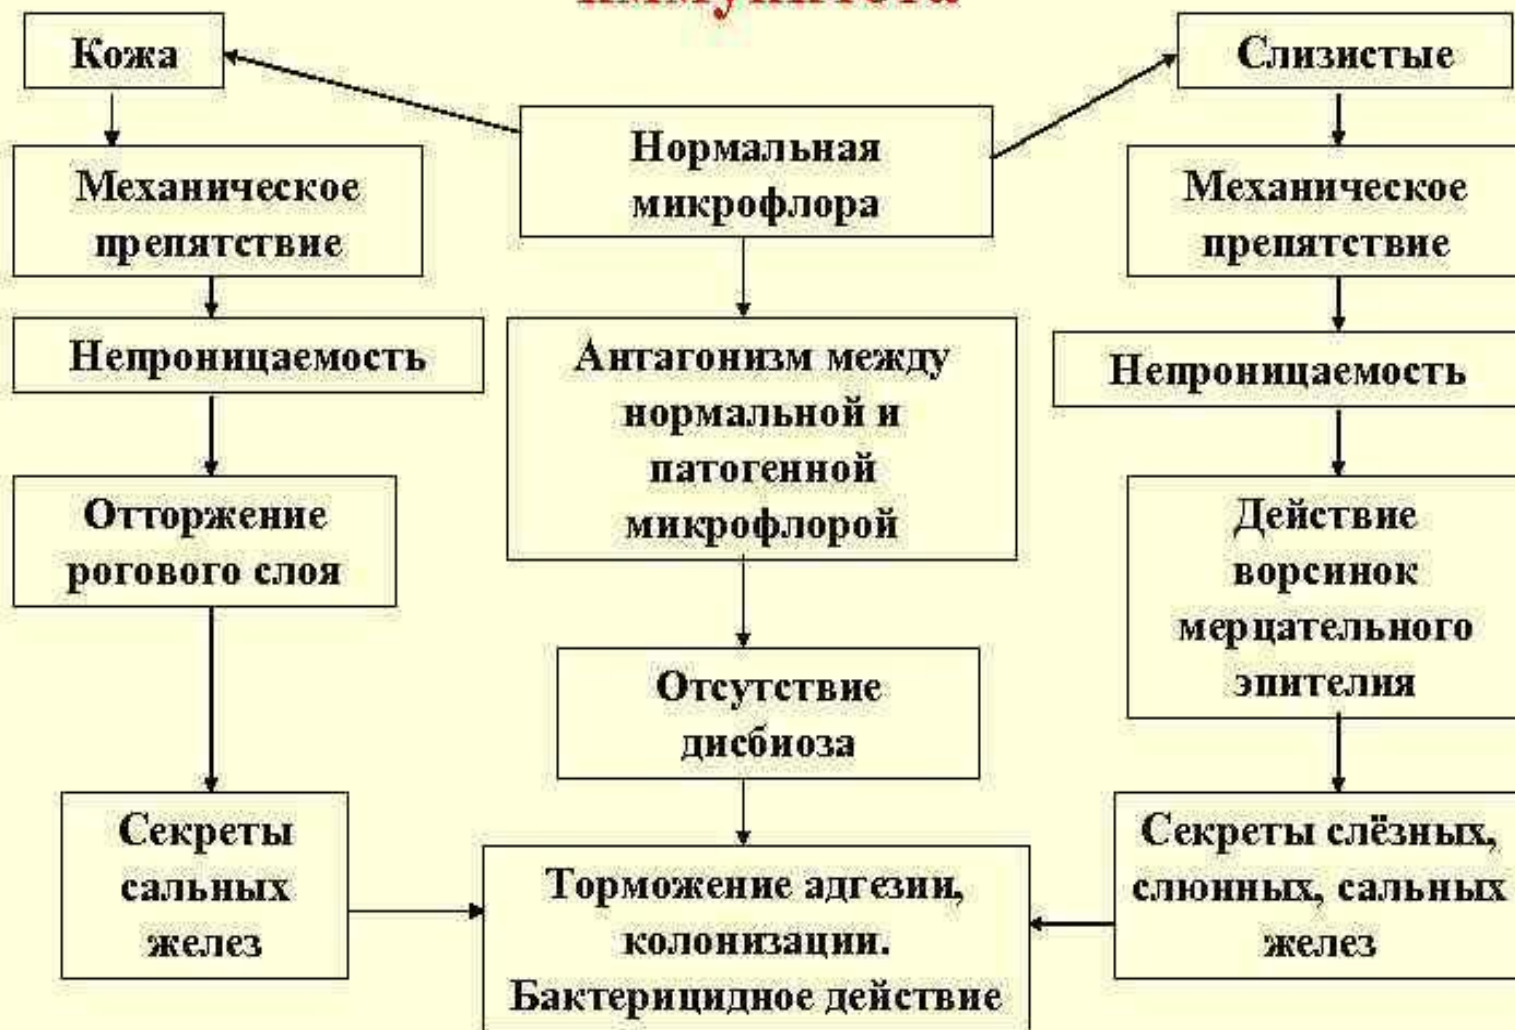 иммунитета
Кожа
Слизистые
Нормальная
микрофлора
Механическое
препятствие
Механическое
препятствие
Непроницаемость
Антагонизм между
нормальной и
патогенной
микрофлорой
Непроницаемость
Отторжение
рогового слоя
Действие
ворсинок
мерцательного
эпителия
Отсутствие
дисбиоза
Секреты
сальных
желез
Торможение адгезии,
колонизации.
Бактерицидное действие
Секреты слёзных,
слюнных, сальных
желез